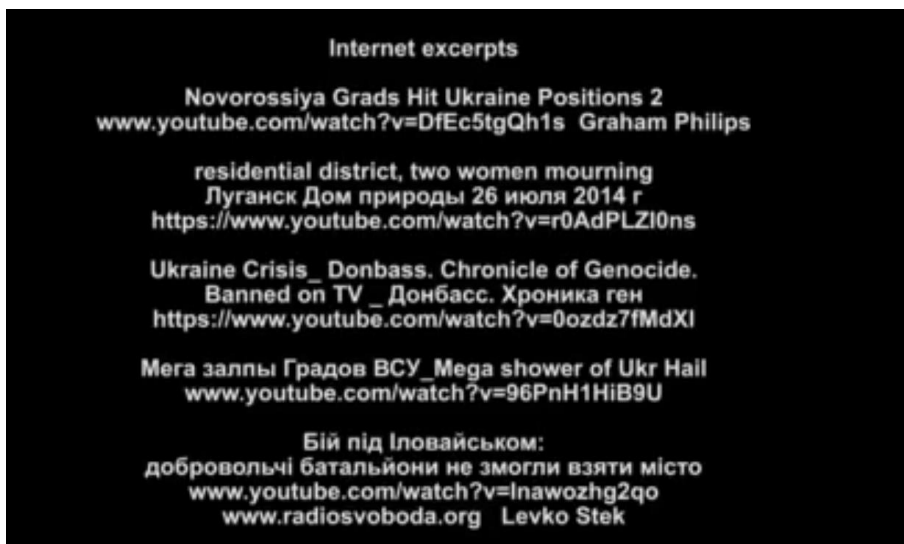 Internet excerpts
Novorossiya Grads Hit Ukraine Positions 2
www.youtube.com/watch?v=DfEc5tgQh1s Graham Philips
residential district, two women mourning
Луганск Дом природы 26 июля 2014 г
https://www.youtube.com/watch?v=r0AdPLZl0ns
Ukraine Crisis_ Donbass. Chronicle of Genocide.
Banned on TV _ Донбасс. Хроника ген
https://www.youtube.com/watch?v=0ozdz7fMdXI
Мега залпы Градов ВСУ_Mega shower of Ukr Hail
www.youtube.com/watch?v=96PnH1HiB9U
Бій під Іловайськом:
добровольчі батальйони не змогли взяти місто
www.youtube.com/watch?v=lnawozhg2qo
www.radiosvoboda.org Levko Stek